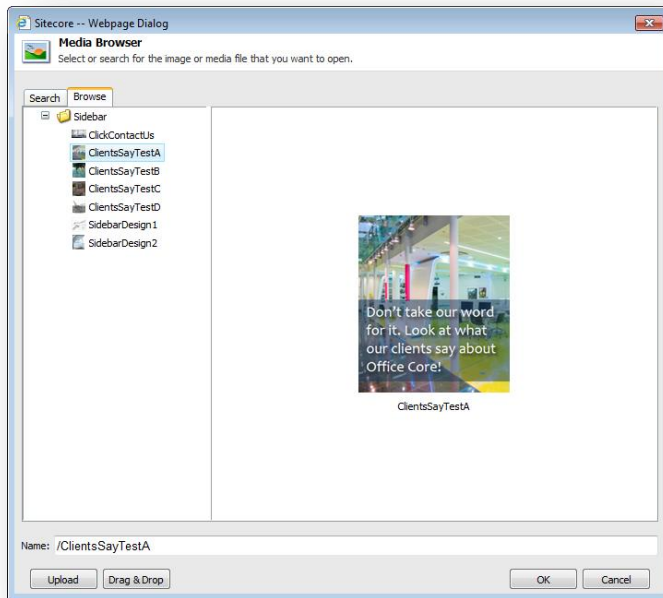 Sitecore -- Webpage Dialog
Media Browser
Select or search for the image or media file that you want to open.
Search
Browse
Sidebar
ClickContactUs
ClientsSayTestA
ClientsSayTestB
ClientsSayTestC
ClientsSayTestD
SidebarDesign1
SidebarDesign2
Don't take our word
for it. Look at what
our clients say about
Office Core!
ClientsSayTestA
Name: /ClientsSayTestA
Upload
Drag & Drop
OK
Cancel